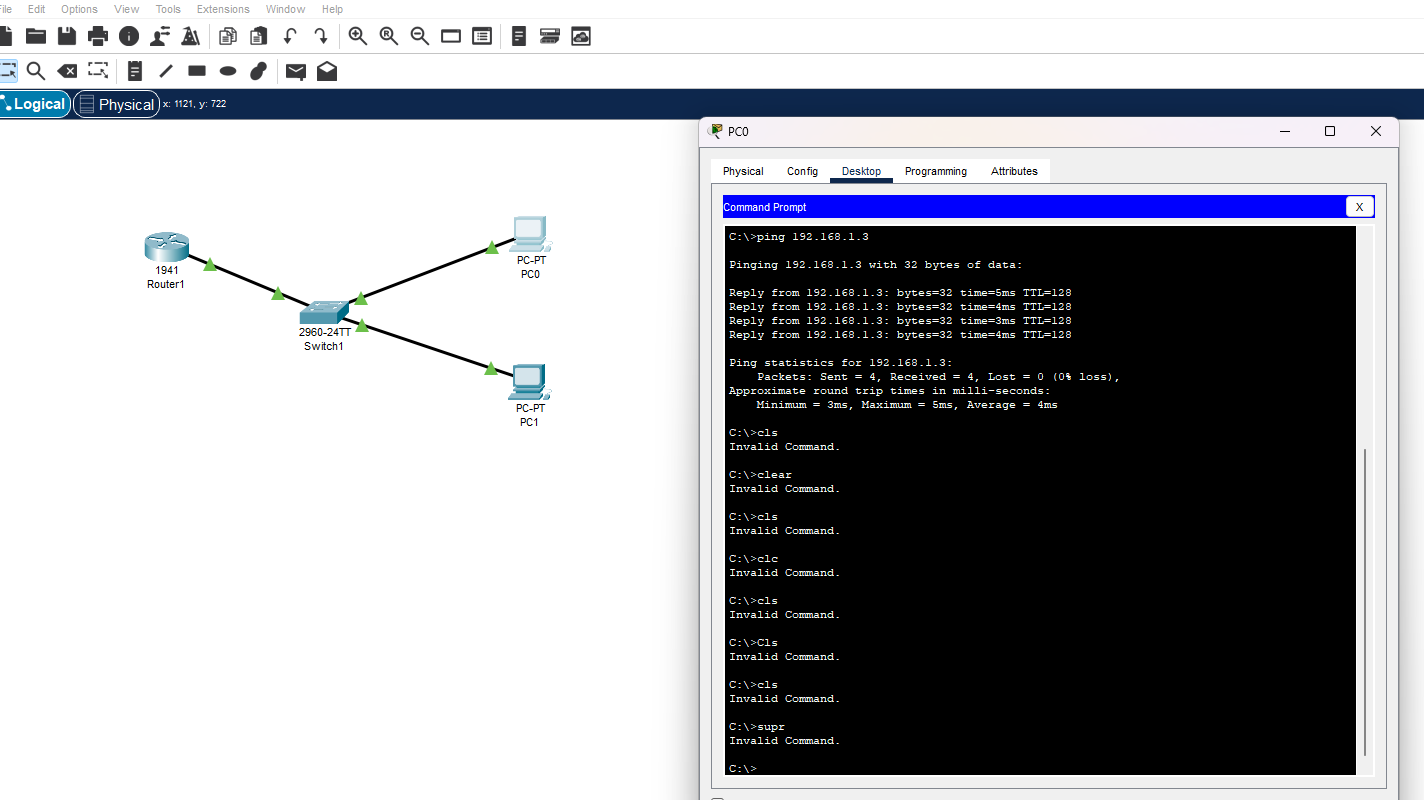 File Edit Options View Tools Extensions Window Help
Logical Physical x: 1121, y: 722
PC0
Physical Config Desktop Programming Attributes
Command Prompt X
1941
Router1
2960-24TT
Switch1
PC-PT
PC0
PC-PT
PC1
C:\>ping 192.168.1.3
Pinging 192.168.1.3 with 32 bytes of data:
Reply from 192.168.1.3: bytes=32 time=5ms TTL=128
Reply from 192.168.1.3: bytes=32 time=4ms TTL=128
Reply from 192.168.1.3: bytes=32 time=3ms TTL=128
Reply from 192.168.1.3: bytes=32 time=4ms TTL=128
Ping statistics for 192.168.1.3:
Packets: Sent = 4, Received = 4, Lost = 0 (0% loss),
Approximate round trip times in milli-seconds:
Minimum = 3ms, Maximum = 5ms, Average = 4ms
C:\>cls
Invalid Command.
C:\>clear
Invalid Command.
C:\>cls
Invalid Command.
C:\>clc
Invalid Command.
C:\>cls
Invalid Command.
C:\>Cls
Invalid Command.
C:\>cls
Invalid Command.
C:\>supr
Invalid Command.
C:\>